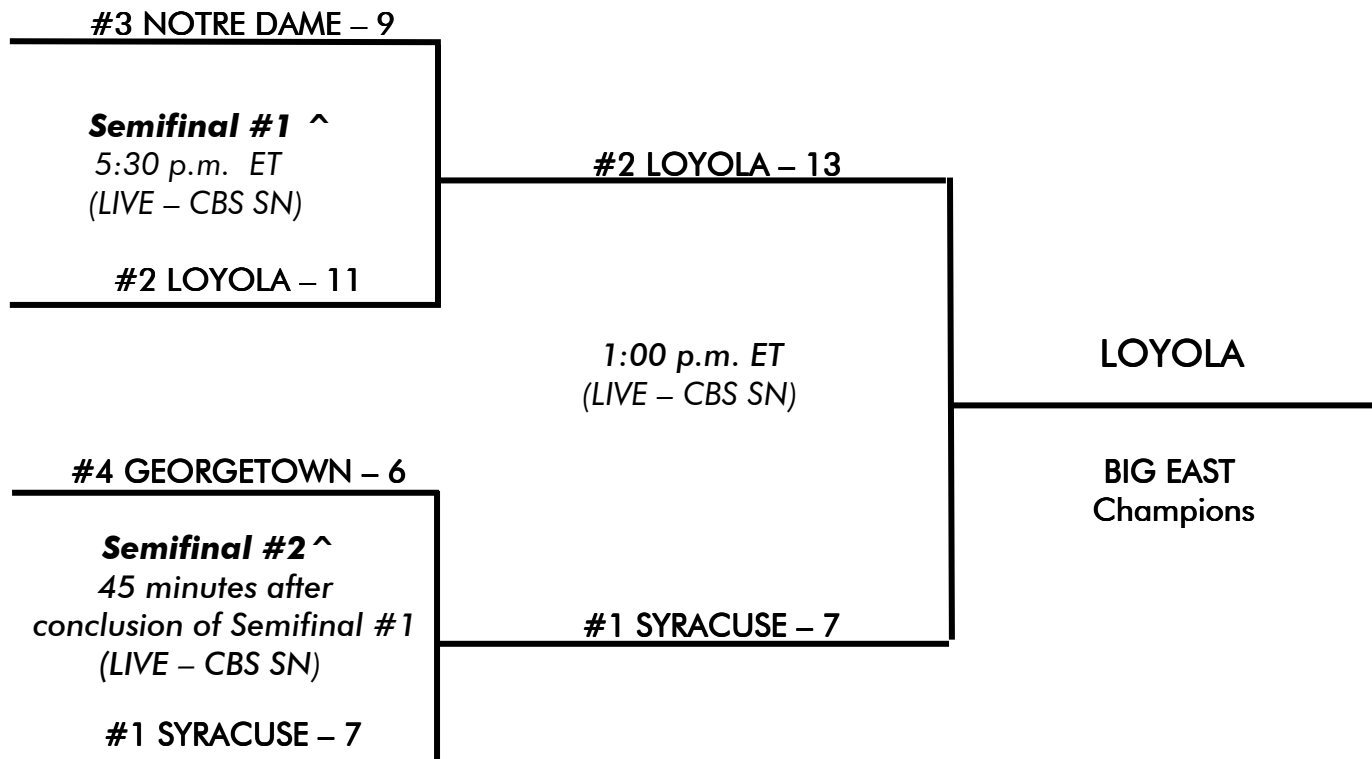 #3 NOTRE DAME – 9
Semifinal #1 ^
5:30 p.m. ET
(LIVE – CBS SN)
#2 LOYOLA – 11
#2 LOYOLA – 13
1:00 p.m. ET
(LIVE – CBS SN)
LOYOLA
BIG EAST
Champions
#4 GEORGETOWN – 6
Semifinal #2 ^
45 minutes after
conclusion of Semifinal #1
(LIVE – CBS SN)
#1 SYRACUSE – 7
#1 SYRACUSE – 7